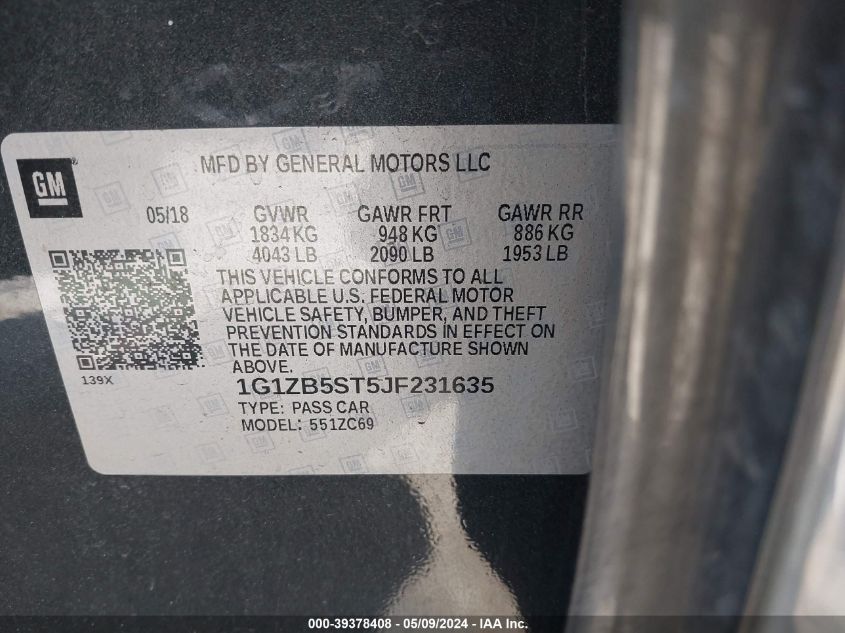 GM
MFD BY GENERAL MOTORS LLC
05/18 GVWR GAWR FRT GAWR RR
1834 KG 948 KG 886 KG
4043 LB 2090 LB 1953 LB
THIS VEHICLE CONFORMS TO ALL
APPLICABLE U.S. FEDERAL MOTOR
VEHICLE SAFETY, BUMPER, AND THEFT
PREVENTION STANDARDS IN EFFECT ON
THE DATE OF MANUFACTURE SHOWN
ABOVE.
139X
1G1ZB5ST5JF231635
TYPE: PASS CAR
MODEL: 551ZC69
000-39378408 - 05/09/2024 - IAA Inc.